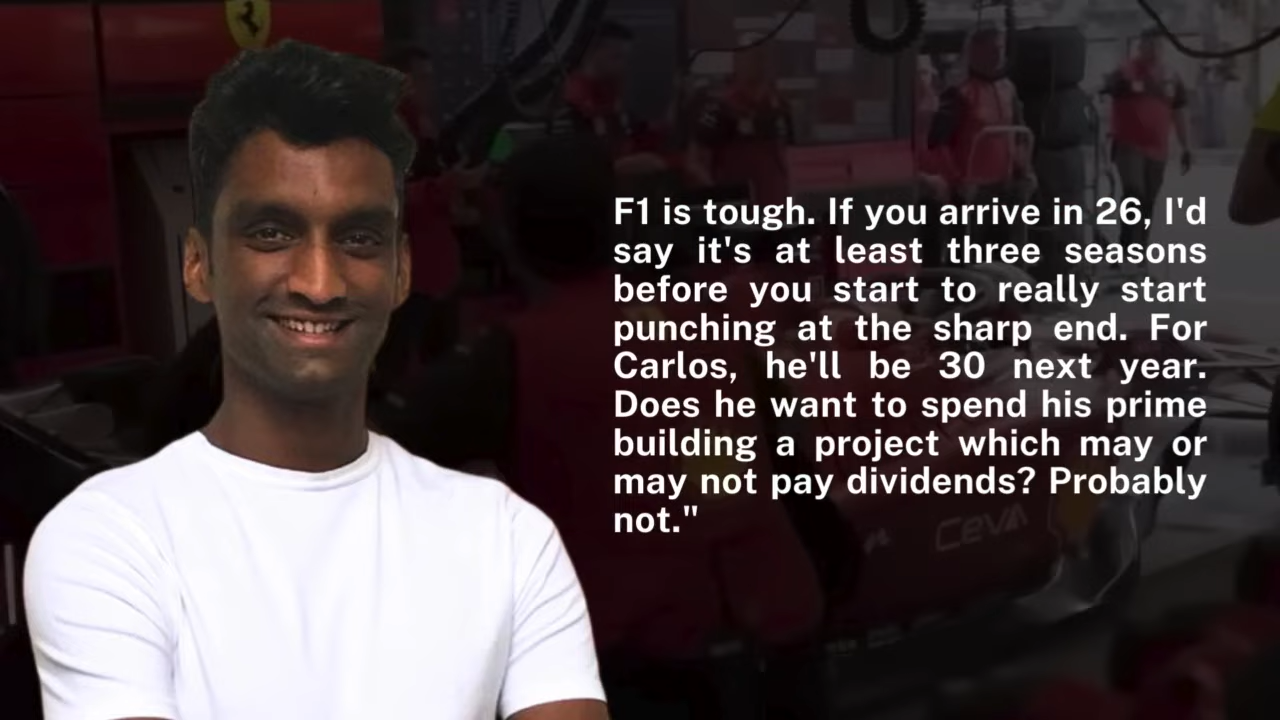 F1 is tough. If you arrive in 26, I'd
say it's at least three seasons
before you start to really start
punching at the sharp end. For
Carlos, he'll be 30 next year.
Does he want to spend his prime
building a project which may or
may not pay dividends? Probably
not."
CEVA